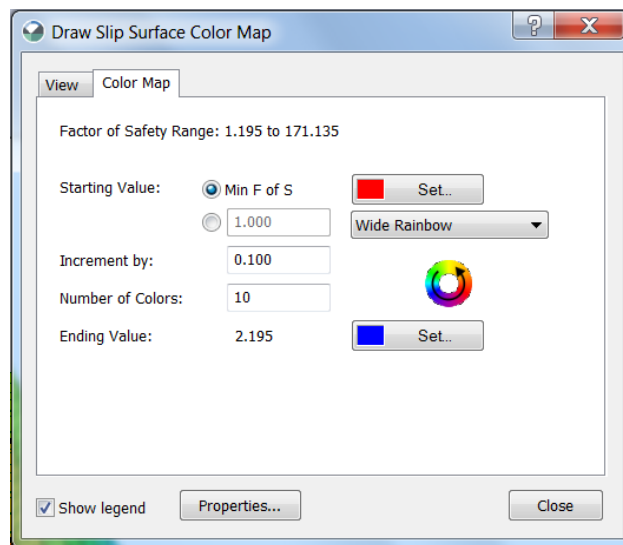 Draw Slip Surface Color Map
View Color Map
Factor of Safety Range: 1.195 to 171.135
Starting Value: Min F of S Set...
1.000 Wide Rainbow
Increment by: 0.100
Number of Colors: 10
Ending Value: 2.195 Set...
Show legend Properties... Close